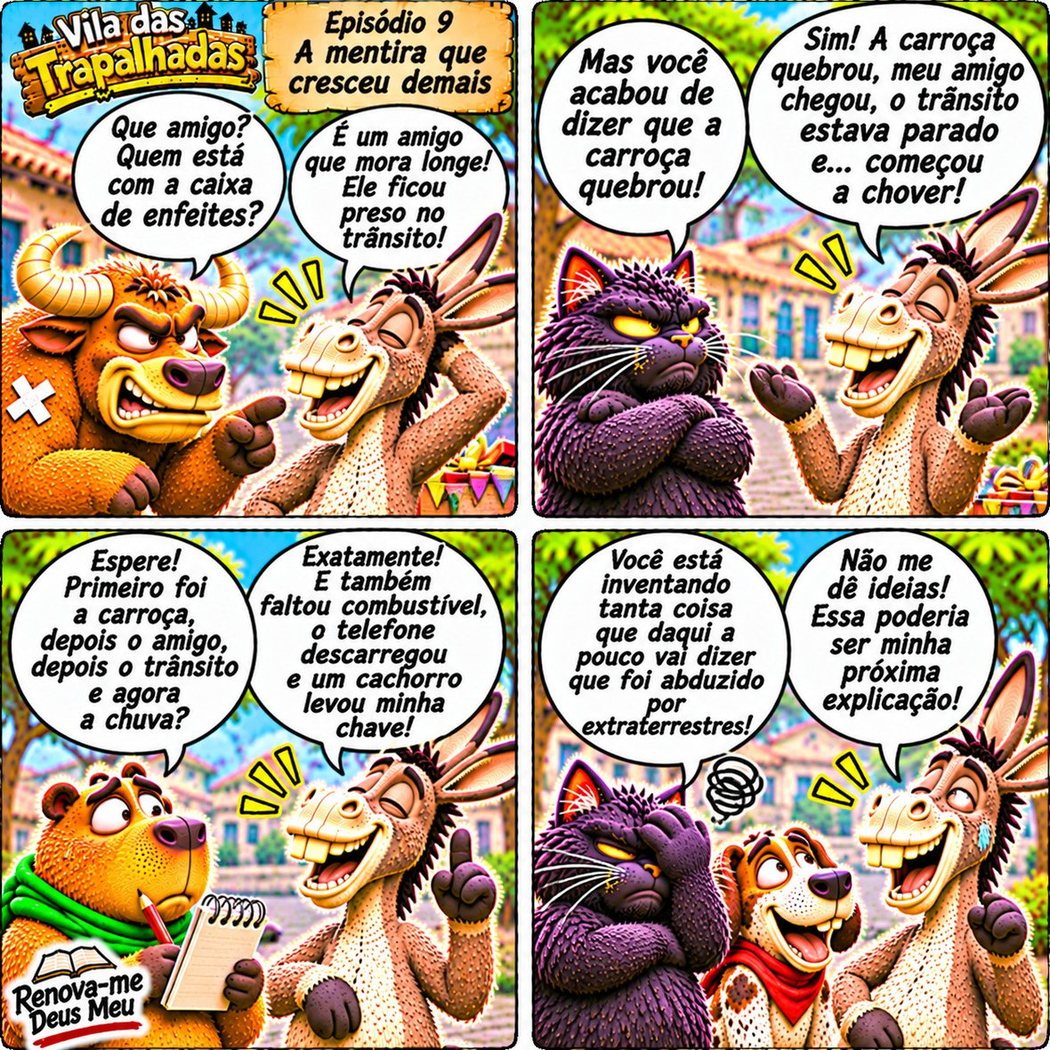 Vila das
Trapalhadas
Episódio 9
A mentira que
cresceu demais
Que amigo?
Quem está
com a caixa
de enfeites?
É um amigo
que mora longe!
Ele ficou
preso no
trãnsito!
Mas você
acabou de
dizer que a
carroça
quebrou!
Sim! A carroça
quebrou, meu amigo
chegou, o trãnsito
estava parado
e... começou
a chover!
Espere!
Primeiro foi
a carroça,
depois o amigo,
depois o trânsito
e agora
a chuva?
Exatamente!
E também
faltou combustível,
o telefone
descarregou
e um cachorro
levou minha
chave!
Renova-me
Deus Meu
Você está
inventando
tanta coisa
que daqui a
pouco vai dizer
que foi abduzido
por
extraterrestres!
Não me
dê ideias!
Essa poderia
ser minha
próxima
explicação!